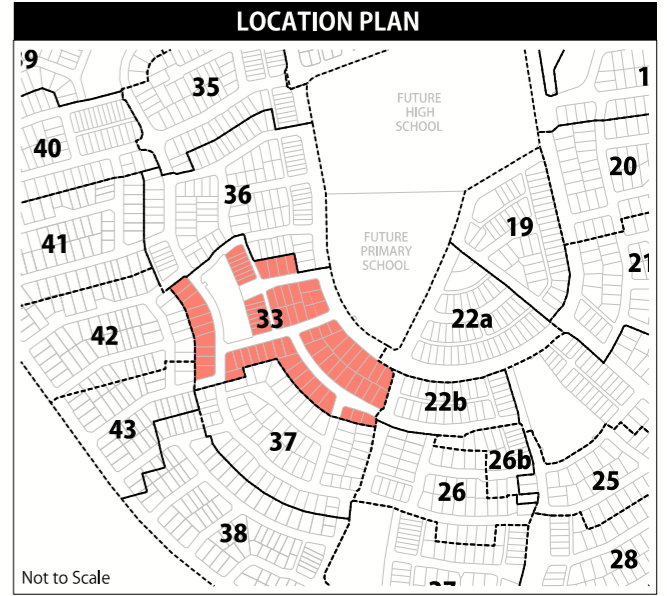 LOCATION PLAN
35
40
FUTURE
HIGH
SCHOOL
20
36
19
41
FUTURE
PRIMARY
SCHOOL
21
33
22a
42
22b
43
37
26b
25
26
38
28
Not to Scale